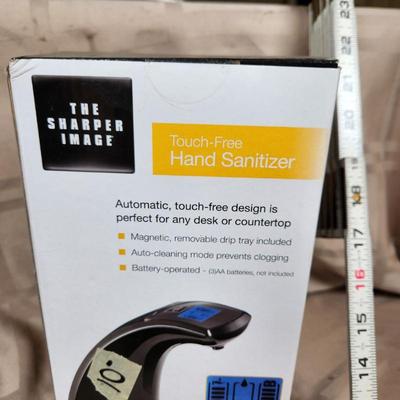 THE
SHARPER
IMAGE
Touch-Free
Hand Sanitizer
Automatic, touch-free design is
perfect for any desk or countertop
Magnetic, removable drip tray included
Auto-cleaning mode prevents clogging
Battery-operated - (3)AA batteries, not included
10
23
22
21
20
19
18
17
16
15
14